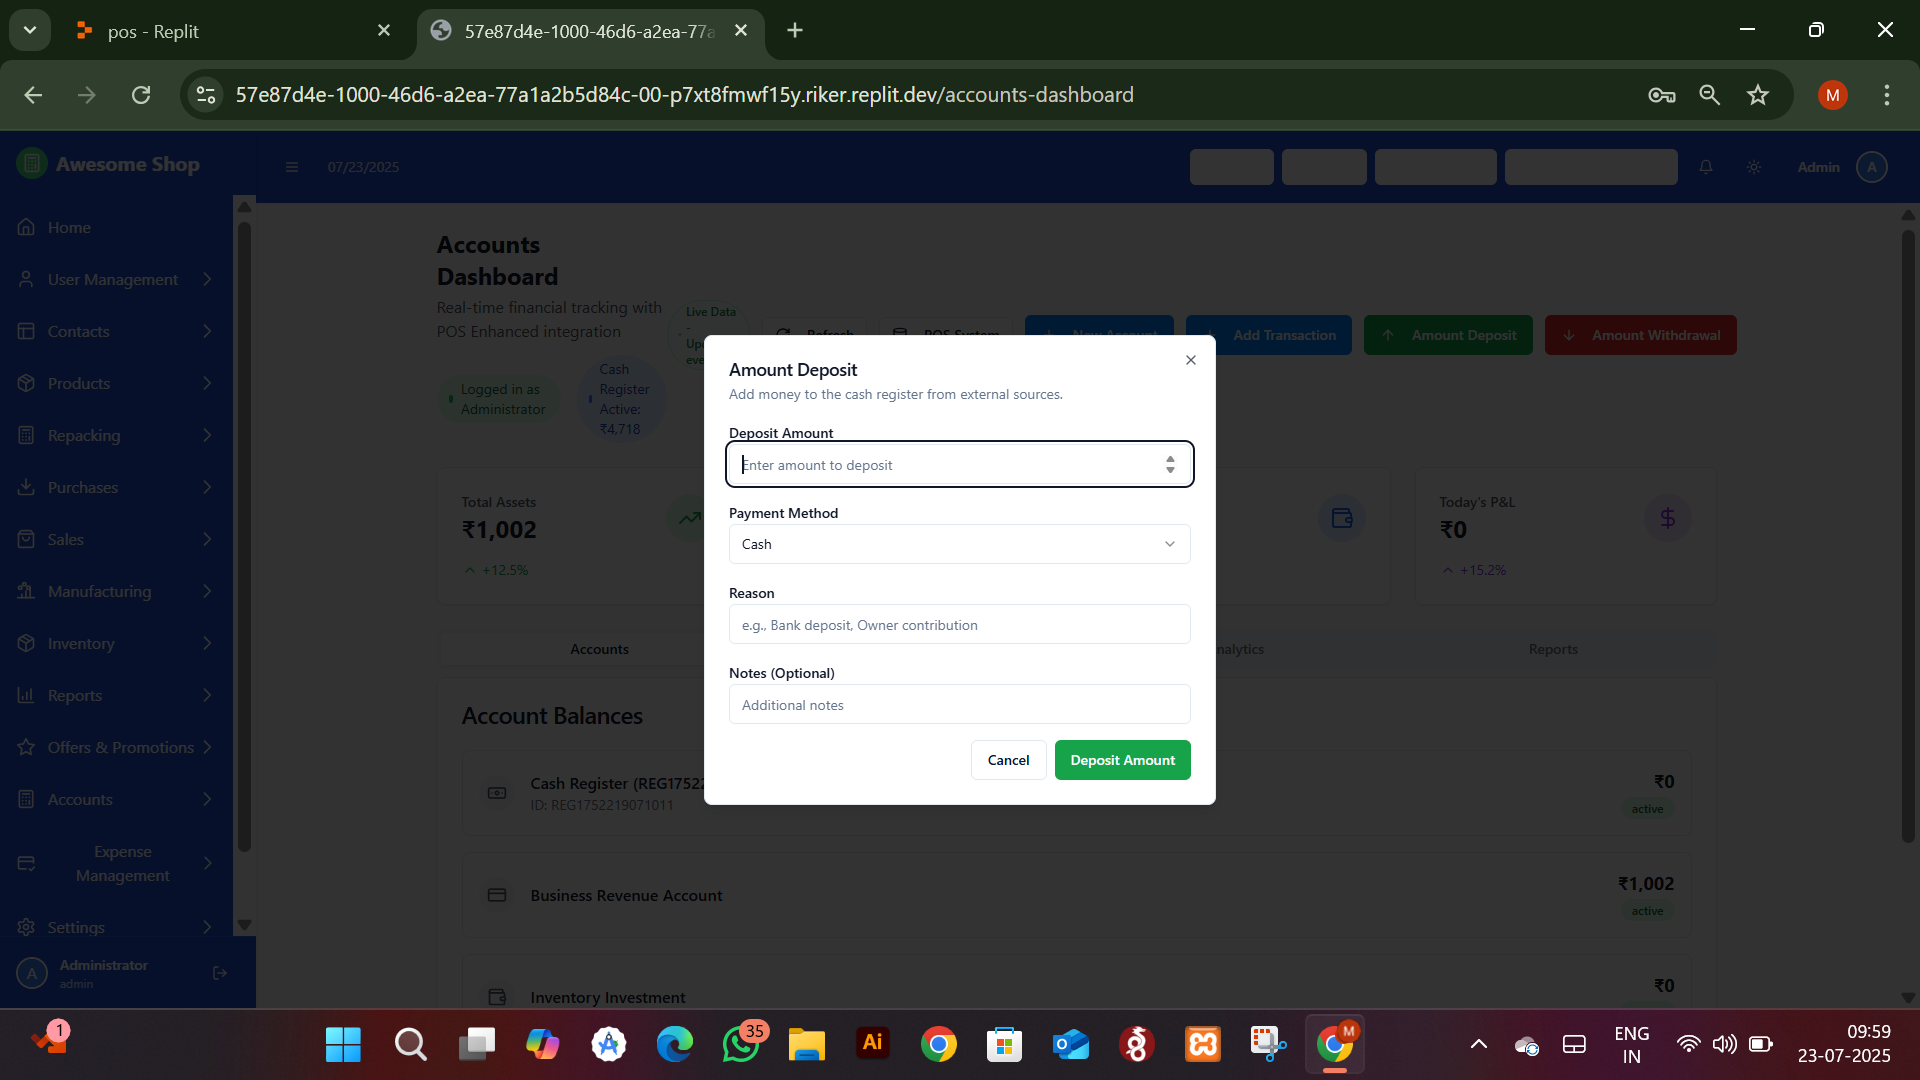 pos - Replit
57e87d4e-1000-46d6-a2ea-77a
57e87d4e-1000-46d6-a2ea-77a1a2b5d84c-00-p7xt8fmwf15y.riker.replit.dev/accounts-dashboard
M
Awesome Shop
07/23/2025
Admin
A
Home
User Management
Contacts
Products
Repacking
Purchases
Sales
Manufacturing
Inventory
Reports
Offers & Promotions
Accounts
Expense
Management
Settings
A
Administrator
admin
Accounts
Dashboard
Real-time financial tracking with
POS Enhanced integration
Live Data
-
Logged in as
Administrator
Cash
Register
Active:
₹4,718
Refresh
POS System
New Account
Add Transaction
Amount Deposit
Amount Withdrawal
Total Assets
₹1,002
+12.5%
Today's P&L
₹0
+15.2%
Accounts
Reports
Account Balances
Cash Register (REG1752
ID: REG1752219071011
₹0
active
Business Revenue Account
₹1,002
active
Inventory Investment
₹0
Amount Deposit
Add money to the cash register from external sources.
Deposit Amount
Enter amount to deposit
Payment Method
Cash
Reason
e.g., Bank deposit, Owner contribution
Notes (Optional)
Additional notes
Cancel
Deposit Amount
1
35
Ai
M
ENG
IN
09:59
23-07-2025